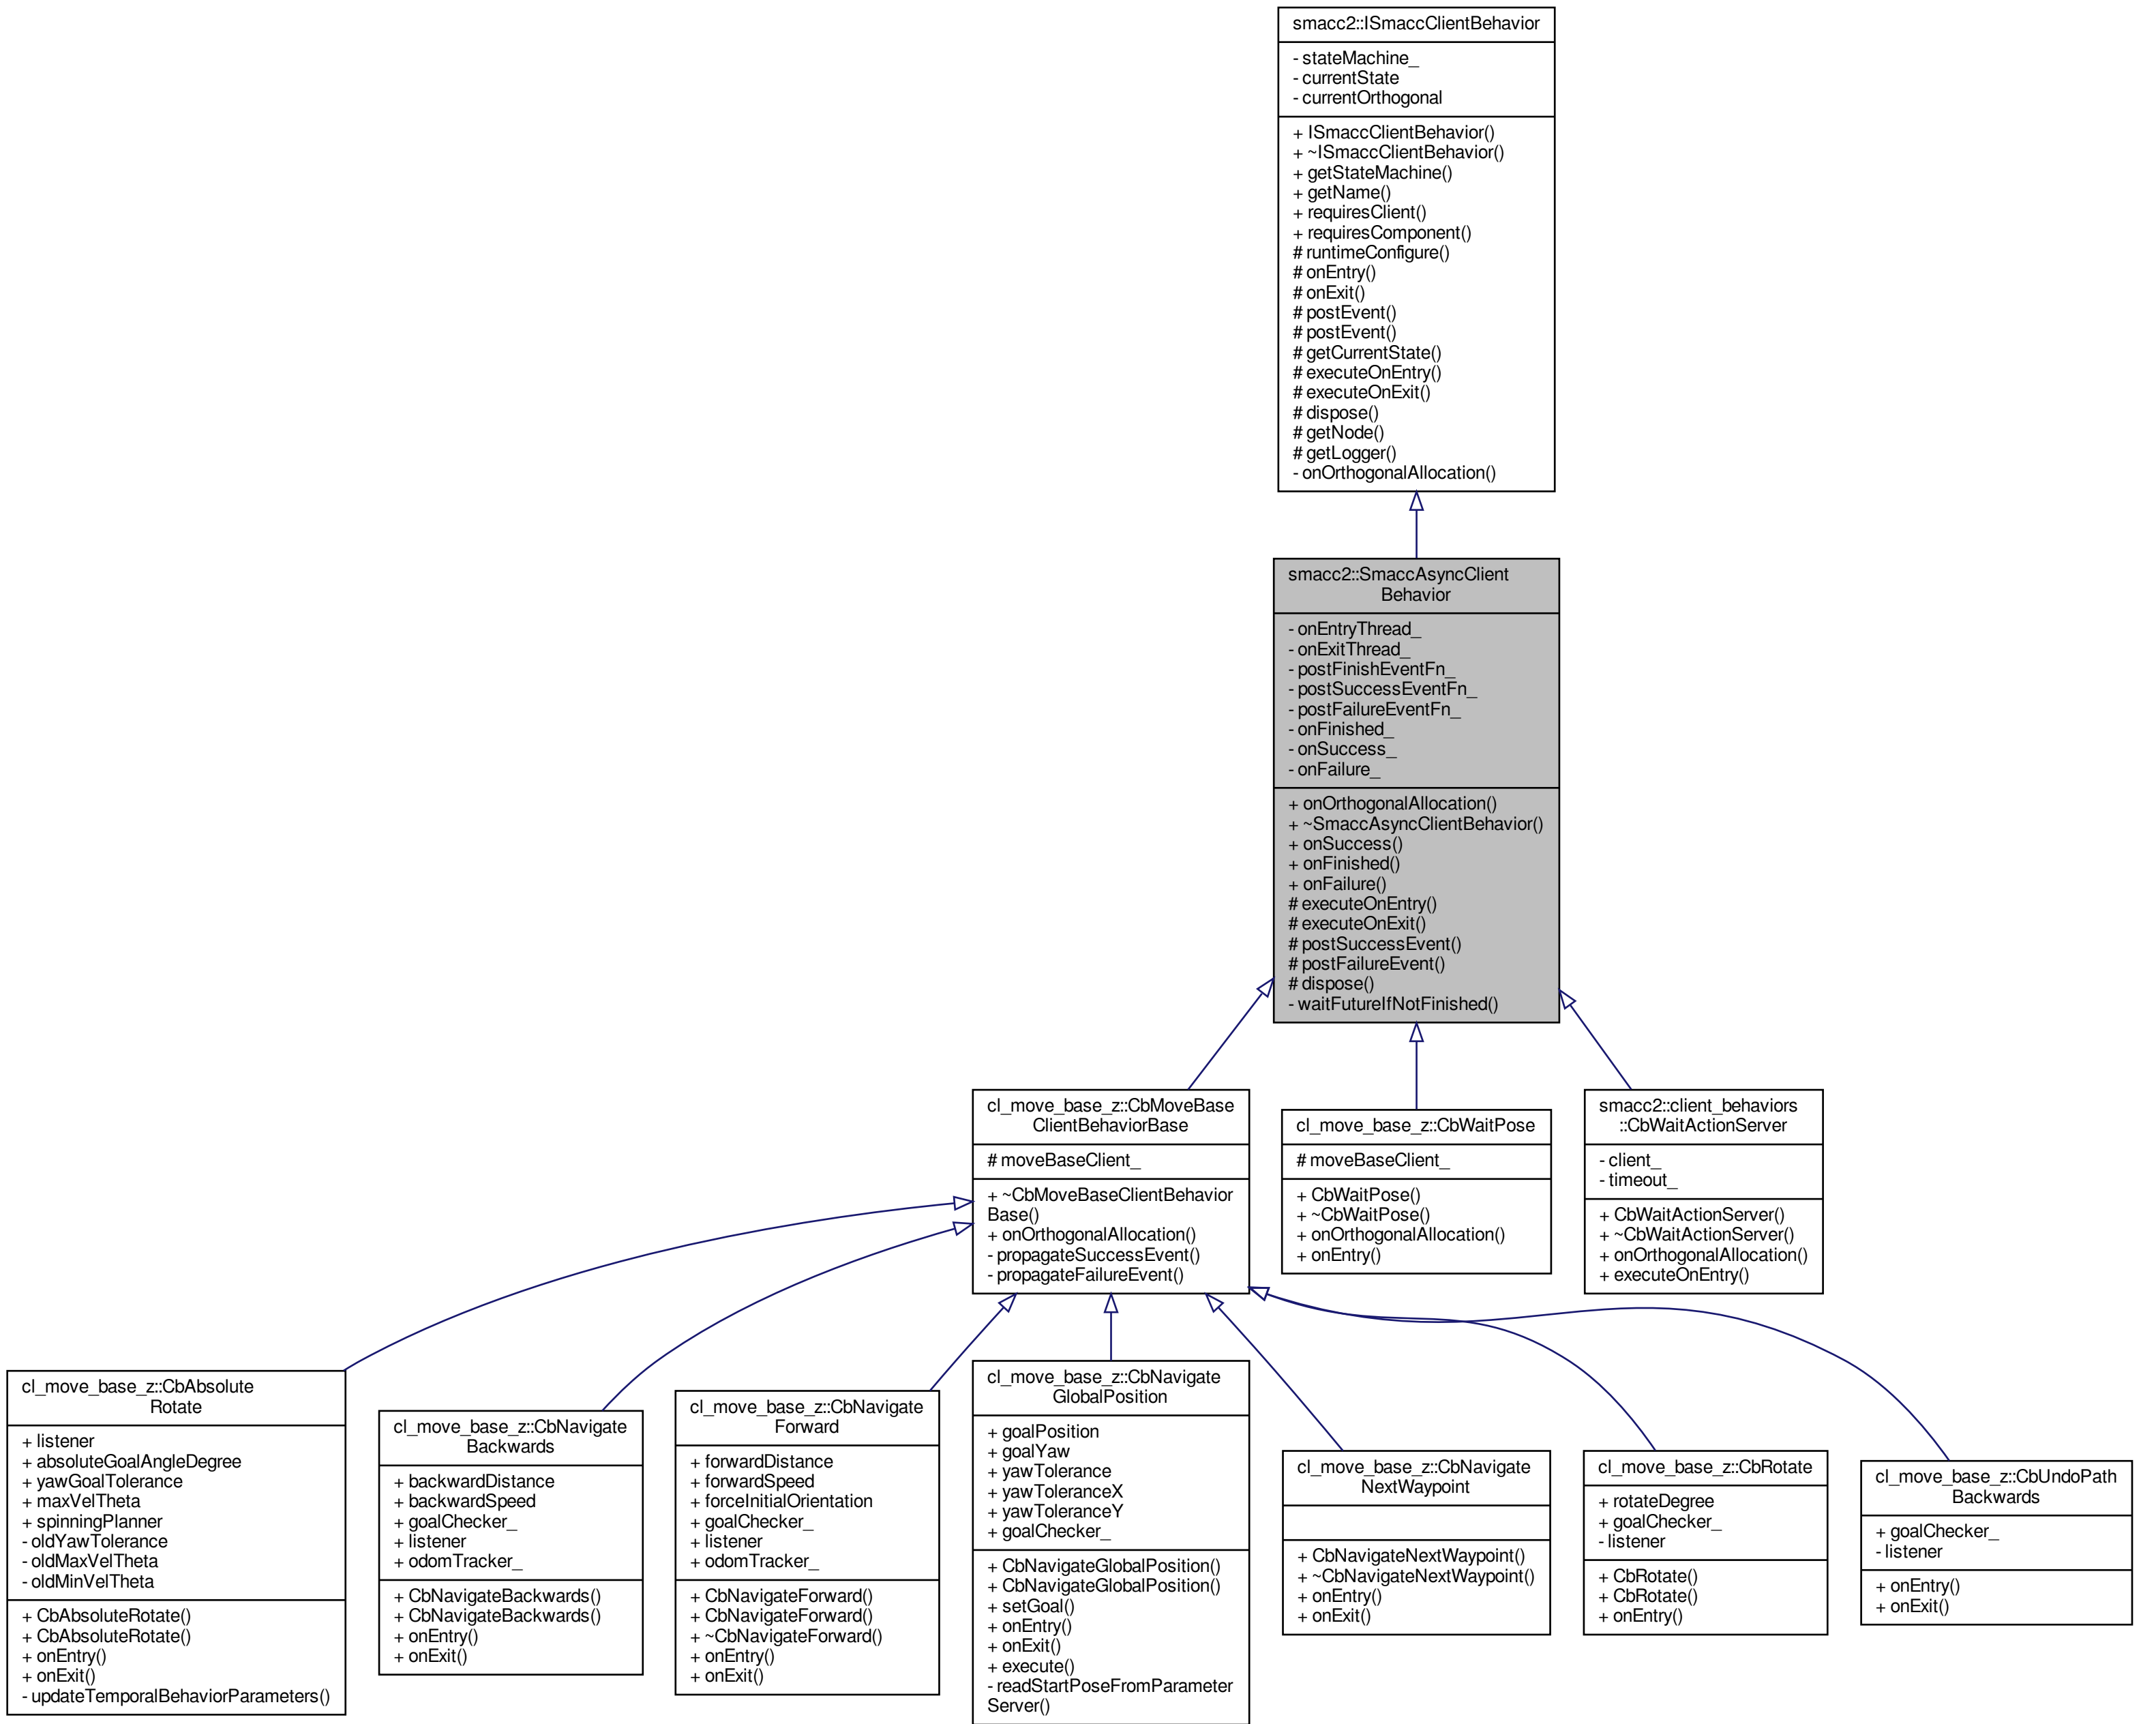 smacc2::ISmaccClientBehavior
- stateMachine_
- currentState
- currentOrthogonal
+ ISmaccClientBehavior()
+ ~ISmaccClientBehavior()
+ getStateMachine()
+ getName()
+ requiresClient()
+ requiresComponent()
# runtimeConfigure()
# onEntry()
# onExit()
# postEvent()
# postEvent()
# getCurrentState()
# executeOnEntry()
# executeOnExit()
# dispose()
# getNode()
# getLogger()
- onOrthogonalAllocation()
smacc2::SmaccAsyncClient
Behavior
- onEntryThread_
- onExitThread_
- postFinishEventFn_
- postSuccessEventFn_
- postFailureEventFn_
- onFinished_
- onSuccess_
- onFailure_
+ onOrthogonalAllocation()
+ ~SmaccAsyncClientBehavior()
+ onSuccess()
+ onFinished()
+ onFailure()
# executeOnEntry()
# executeOnExit()
# postSuccessEvent()
# postFailureEvent()
# dispose()
- waitFutureIfNotFinished()
cl_move_base_z::CbMoveBase
ClientBehaviorBase
# moveBaseClient_
+ ~CbMoveBaseClientBehavior
Base()
+ onOrthogonalAllocation()
- propagateSuccessEvent()
- propagateFailureEvent()
cl_move_base_z::CbWaitPose
# moveBaseClient_
+ CbWaitPose()
+ ~CbWaitPose()
+ onOrthogonalAllocation()
+ onEntry()
smacc2::client_behaviors
::CbWaitActionServer
- client_
- timeout_
+ CbWaitActionServer()
+ ~CbWaitActionServer()
+ onOrthogonalAllocation()
+ executeOnEntry()
cl_move_base_z::CbAbsolute
Rotate
+ listener
+ absoluteGoalAngleDegree
+ yawGoalTolerance
+ maxVelTheta
+ spinningPlanner
- oldYawTolerance
- oldMaxVelTheta
- oldMinVelTheta
+ CbAbsoluteRotate()
+ CbAbsoluteRotate()
+ onEntry()
+ onExit()
- updateTemporalBehaviorParameters()
cl_move_base_z::CbNavigate
Backwards
+ backwardDistance
+ backwardSpeed
+ goalChecker_
+ listener
+ odomTracker_
+ CbNavigateBackwards()
+ CbNavigateBackwards()
+ onEntry()
+ onExit()
cl_move_base_z::CbNavigate
Forward
+ forwardDistance
+ forwardSpeed
+ forceInitialOrientation
+ goalChecker_
+ listener
+ odomTracker_
+ CbNavigateForward()
+ CbNavigateForward()
+ ~CbNavigateForward()
+ onEntry()
+ onExit()
cl_move_base_z::CbNavigate
GlobalPosition
+ goalPosition
+ goalYaw
+ yawTolerance
+ yawToleranceX
+ yawToleranceY
+ goalChecker_
+ CbNavigateGlobalPosition()
+ CbNavigateGlobalPosition()
+ setGoal()
+ onEntry()
+ onExit()
+ execute()
- readStartPoseFromParameter
Server()
cl_move_base_z::CbNavigate
NextWaypoint
+ CbNavigateNextWaypoint()
+ ~CbNavigateNextWaypoint()
+ onEntry()
+ onExit()
cl_move_base_z::CbRotate
+ rotateDegree
+ goalChecker_
- listener
+ CbRotate()
+ CbRotate()
+ onEntry()
cl_move_base_z::CbUndoPath
Backwards
+ goalChecker_
- listener
+ onEntry()
+ onExit()